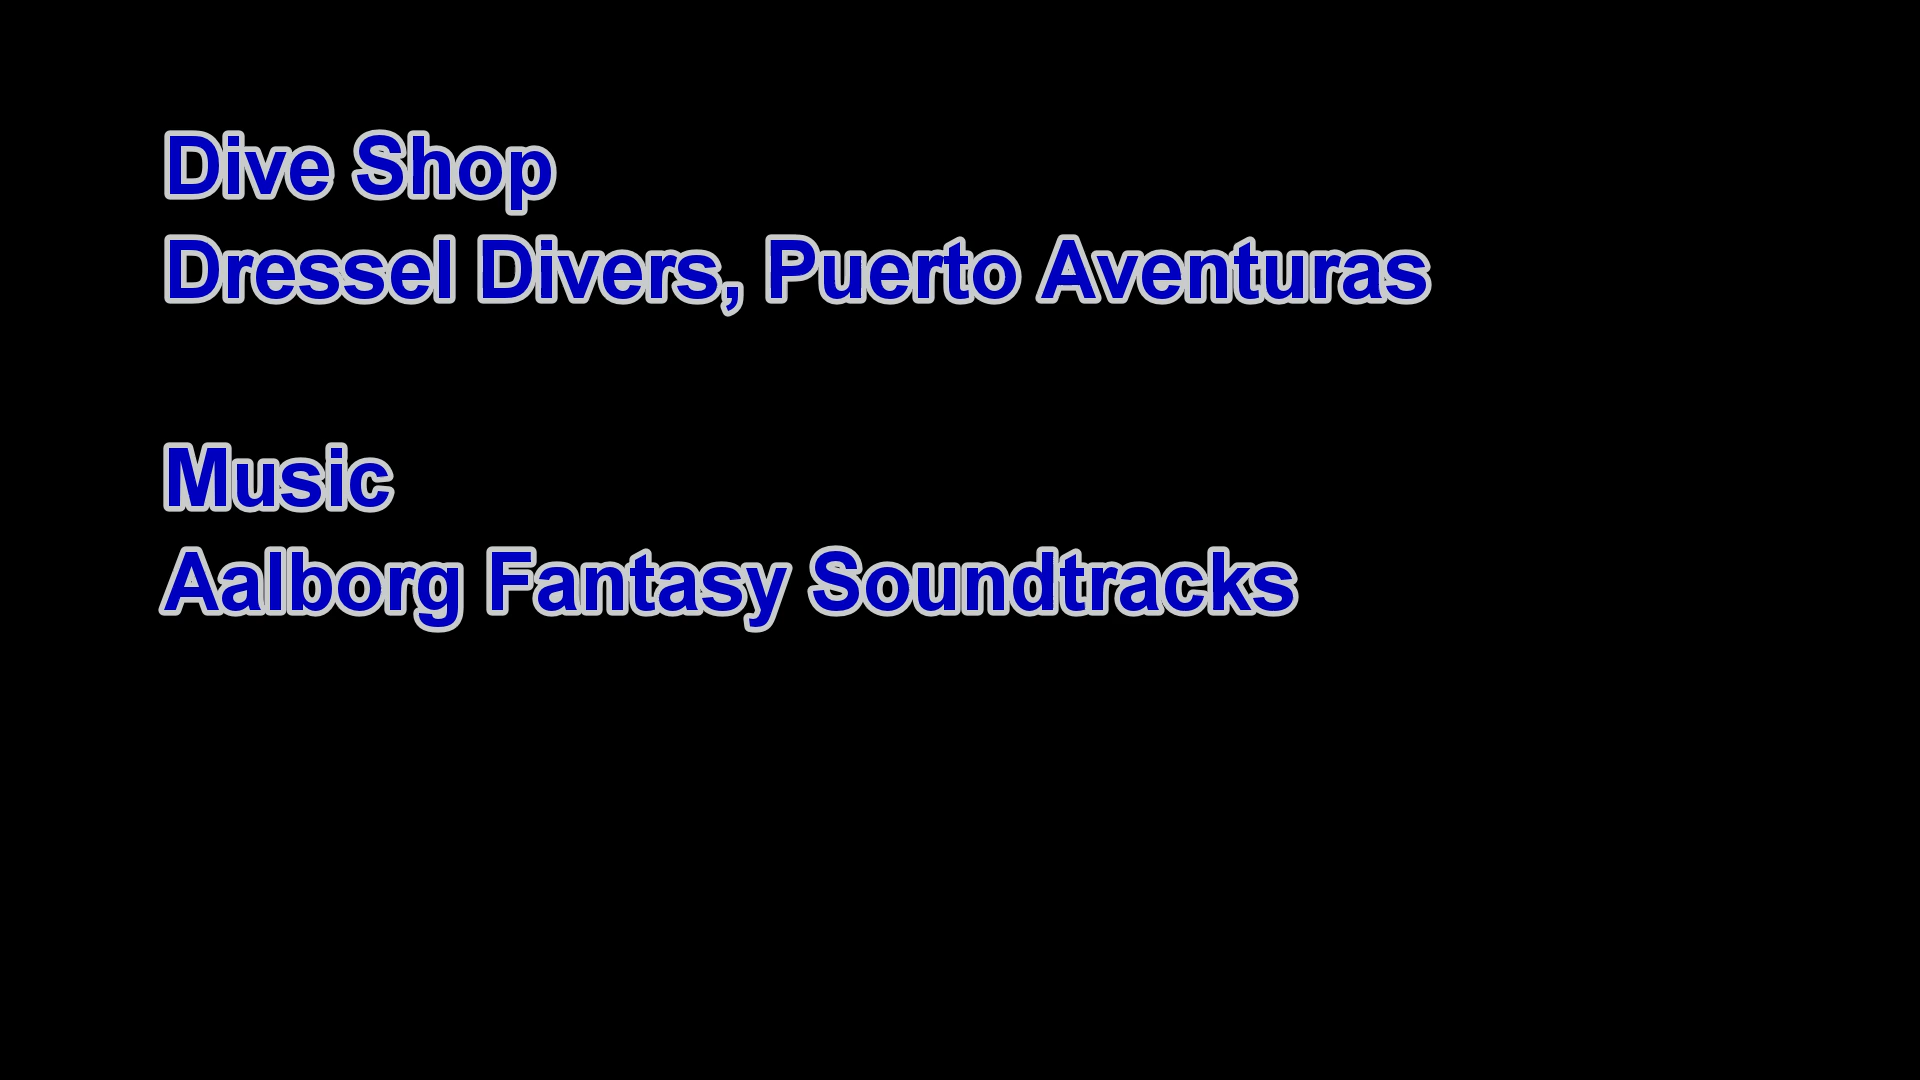 Dive Shop
Dressel Divers, Puerto Aventuras
Music
Aalborg Fantasy Soundtracks